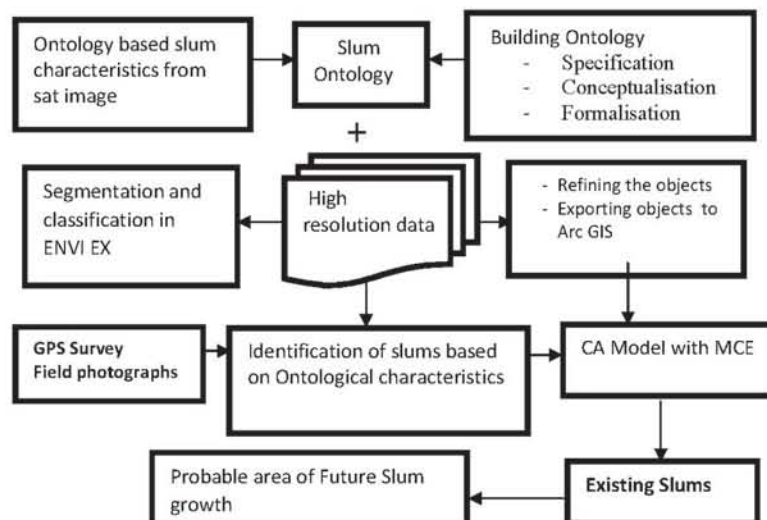 Ontology based slum
characteristics from
sat image
Slum
Ontology
Building Ontology
- Specification
- Conceptualisation
- Formalisation
+
Segmentation and
classification in
ENVI EX
High
resolution data
- Refining the objects
- Exporting objects to
Arc GIS
GPS Survey
Field photographs
Identification of slums based
on Ontological characteristics
CA Model with MCE
Probable area of Future Slum
growth
Existing Slums